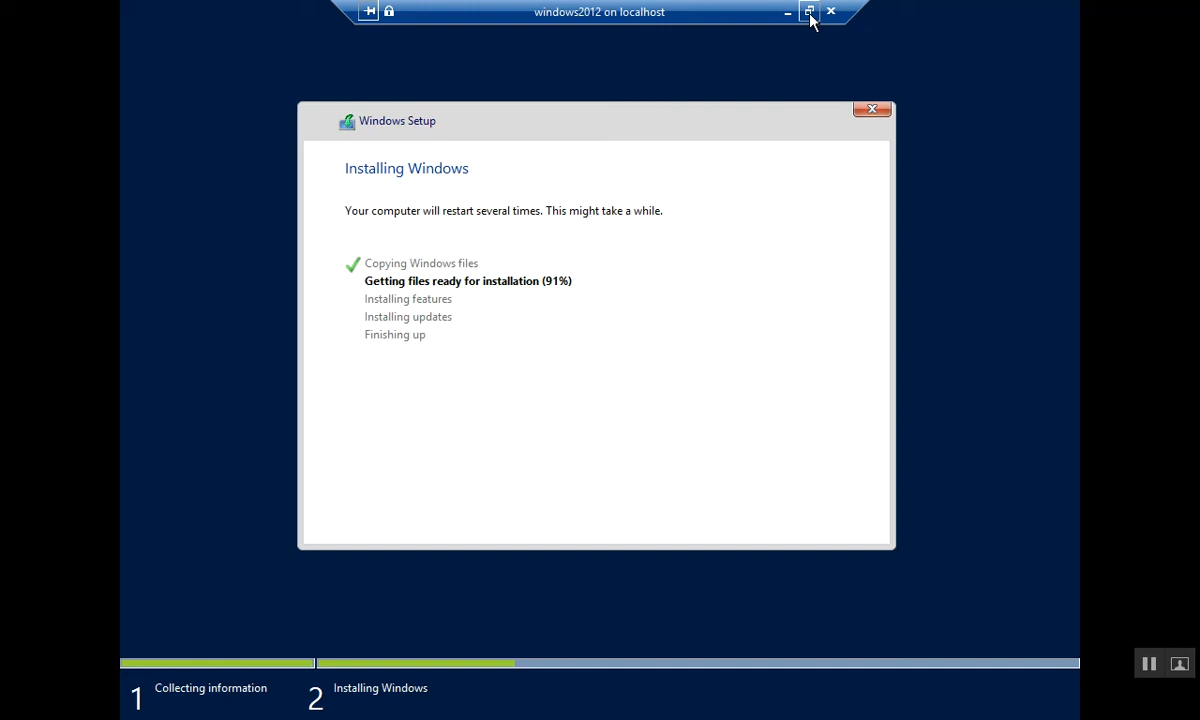 windows2012 on localhost
Windows Setup
Installing Windows
Your computer will restart several times. This might take a while.
Copying Windows files
Getting files ready for installation (91%)
Installing features
Installing updates
Finishing up
1 Collecting information
2 Installing Windows